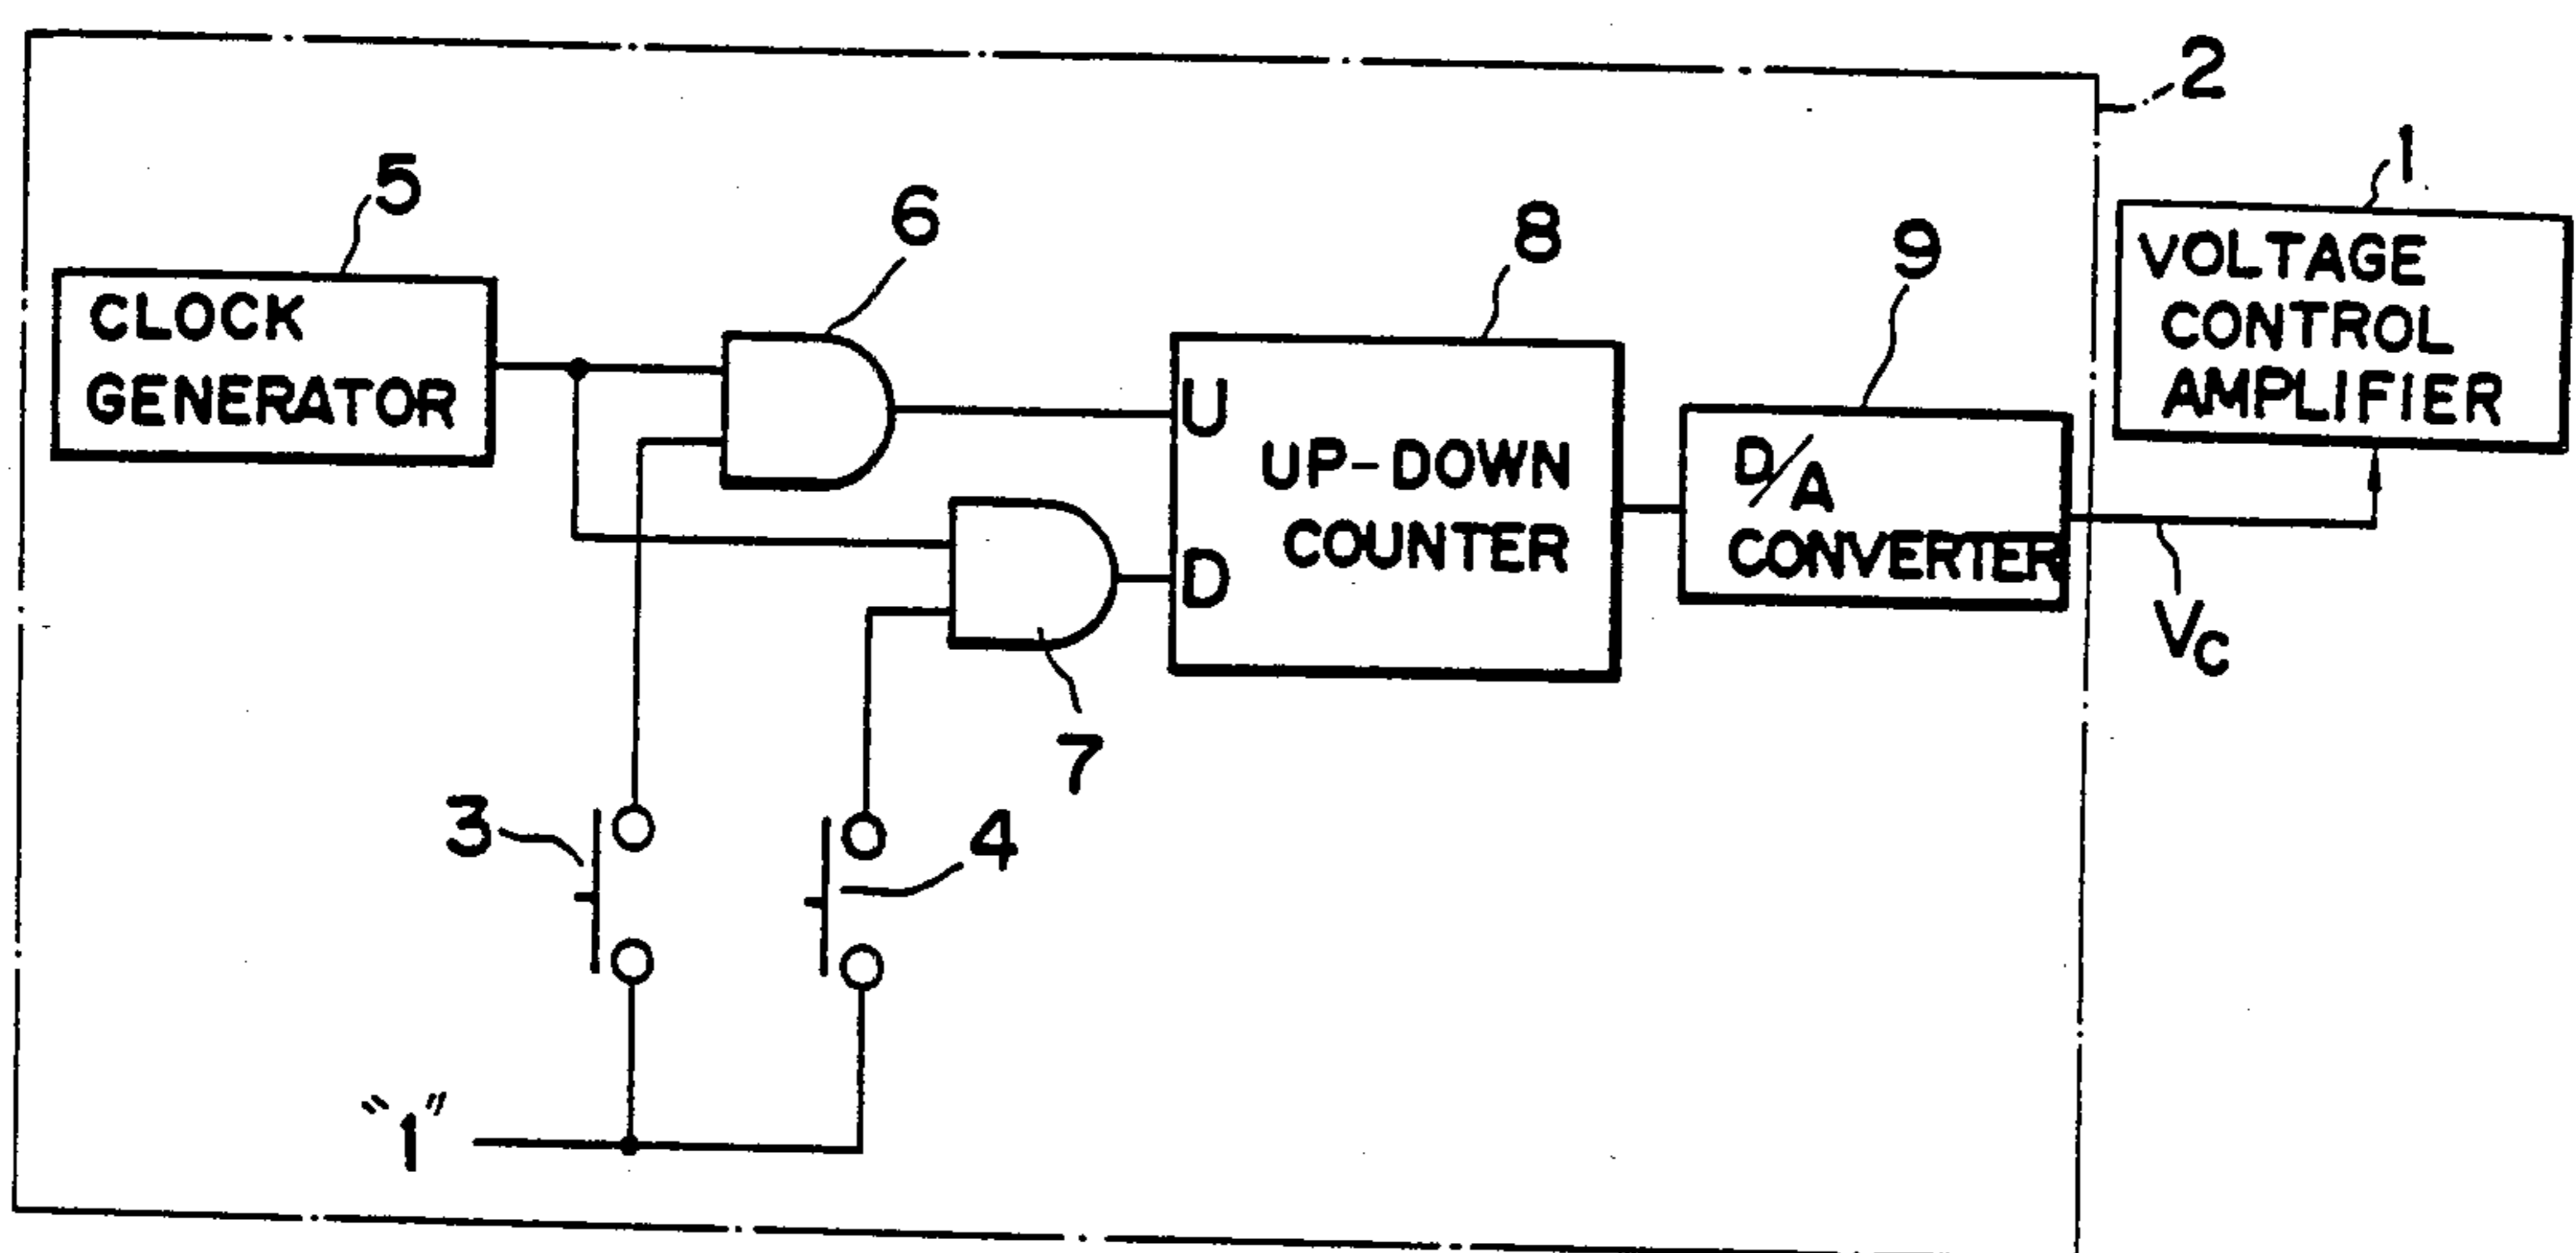 2
1
5
6
8
9
VOLTAGE
CONTROL
AMPLIFIER
CLOCK
GENERATOR
U
UP-DOWN
COUNTER
D
D/A
CONVERTER
Vc
7
3
4
"1"